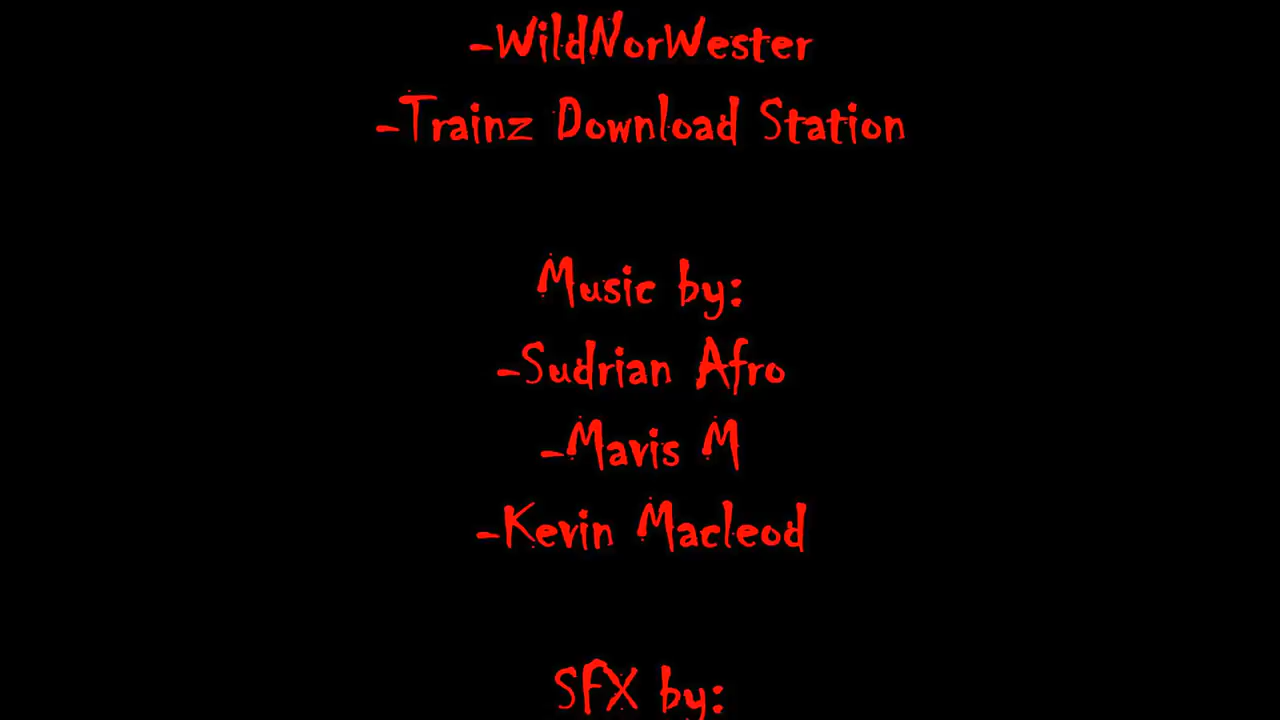 -WildNorWester
-Trainz Download Station
Music by:
-Sudrian Afro
-Mavis M
-Kevin Macleod
SFX by: